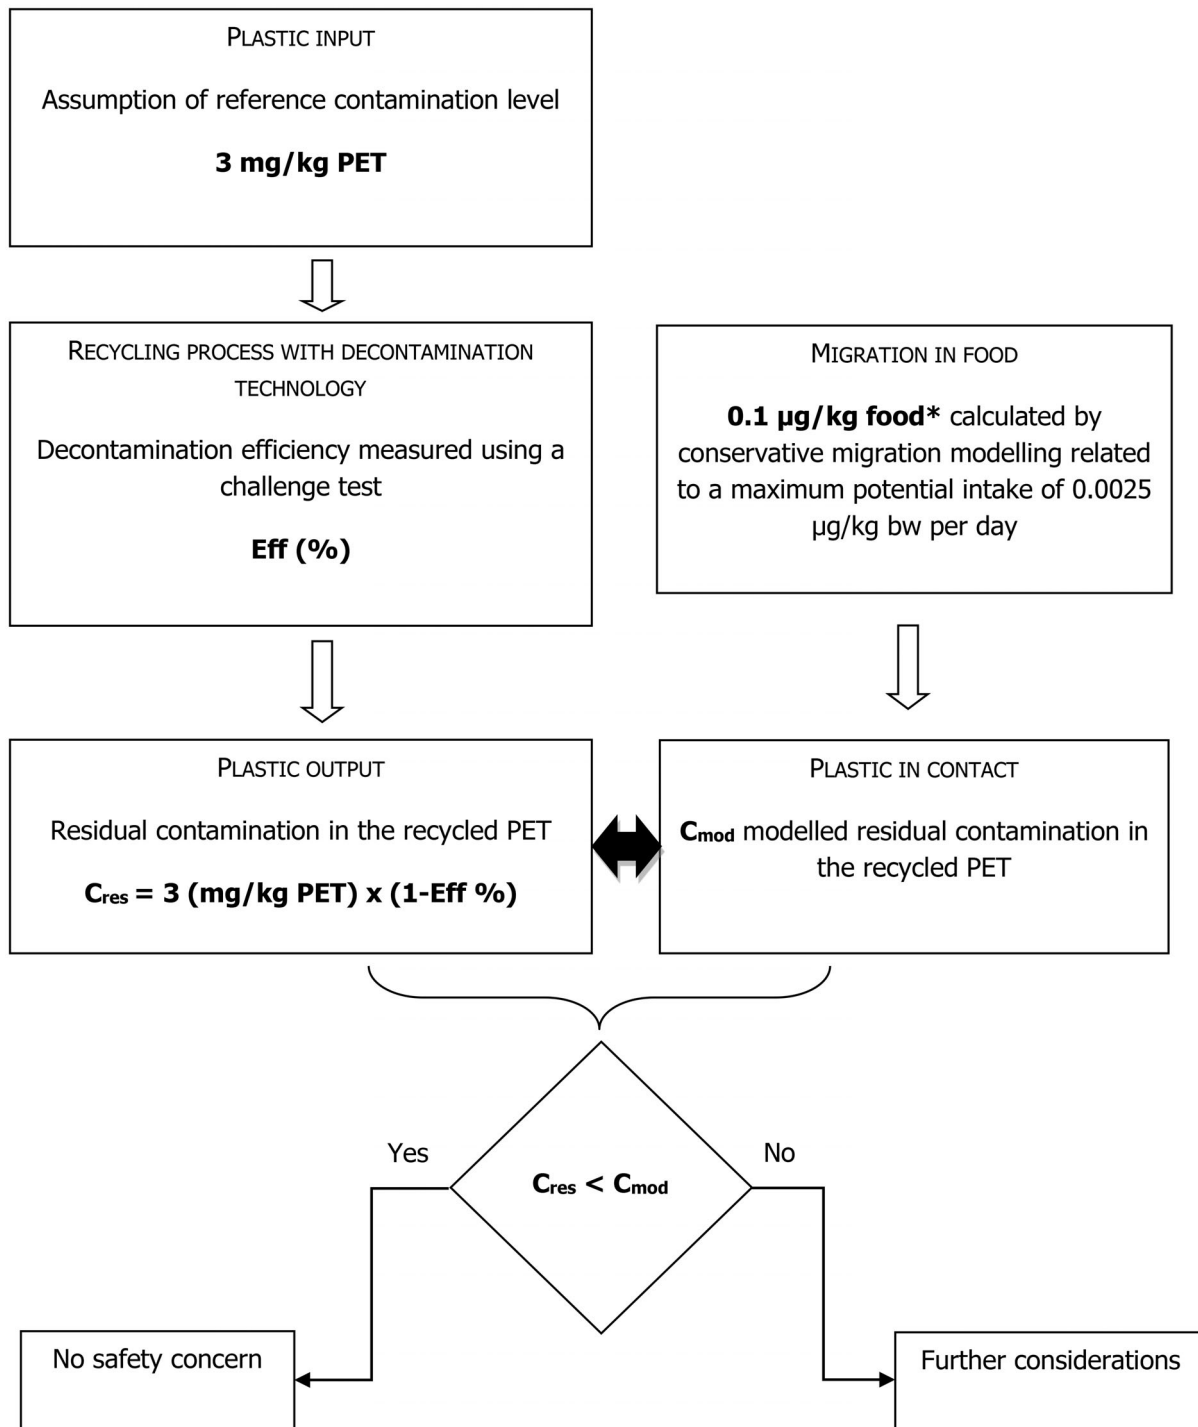 PLASTIC INPUT
Assumption of reference contamination level
3 mg/kg PET
RECYCLING PROCESS WITH DECONTAMINATION
TECHNOLOGY
Decontamination efficiency measured using a
challenge test
Eff (%)
MIGRATION IN FOOD
0.1 µg/kg food* calculated by
conservative migration modelling related
to a maximum potential intake of 0.0025
µg/kg bw per day
PLASTIC OUTPUT
Residual contamination in the recycled PET
Cres = 3 (mg/kg PET) x (1-Eff %)
PLASTIC IN CONTACT
Cmod modelled residual contamination in
the recycled PET
Yes
No
Cres < Cmod
No safety concern
Further considerations